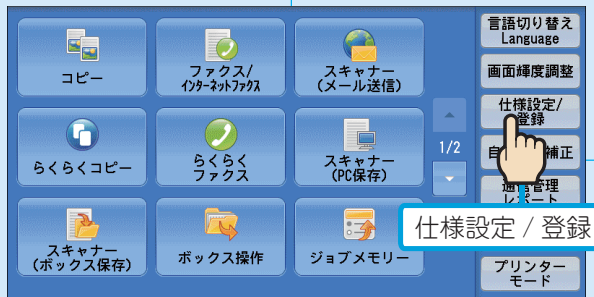 コピー
ファクス/
インターネットファクス
スキャナー
(メール送信)
らくらくコピー
らくらく
ファクス
スキャナー
(PC保存)
スキャナー
(ボックス保存)
ボックス操作
ジョブメモリー
1/2
言語切り替え
Language
画面輝度調整
仕様設定/
登録
補正
管理
仕様設定 / 登録
プリンター
モード